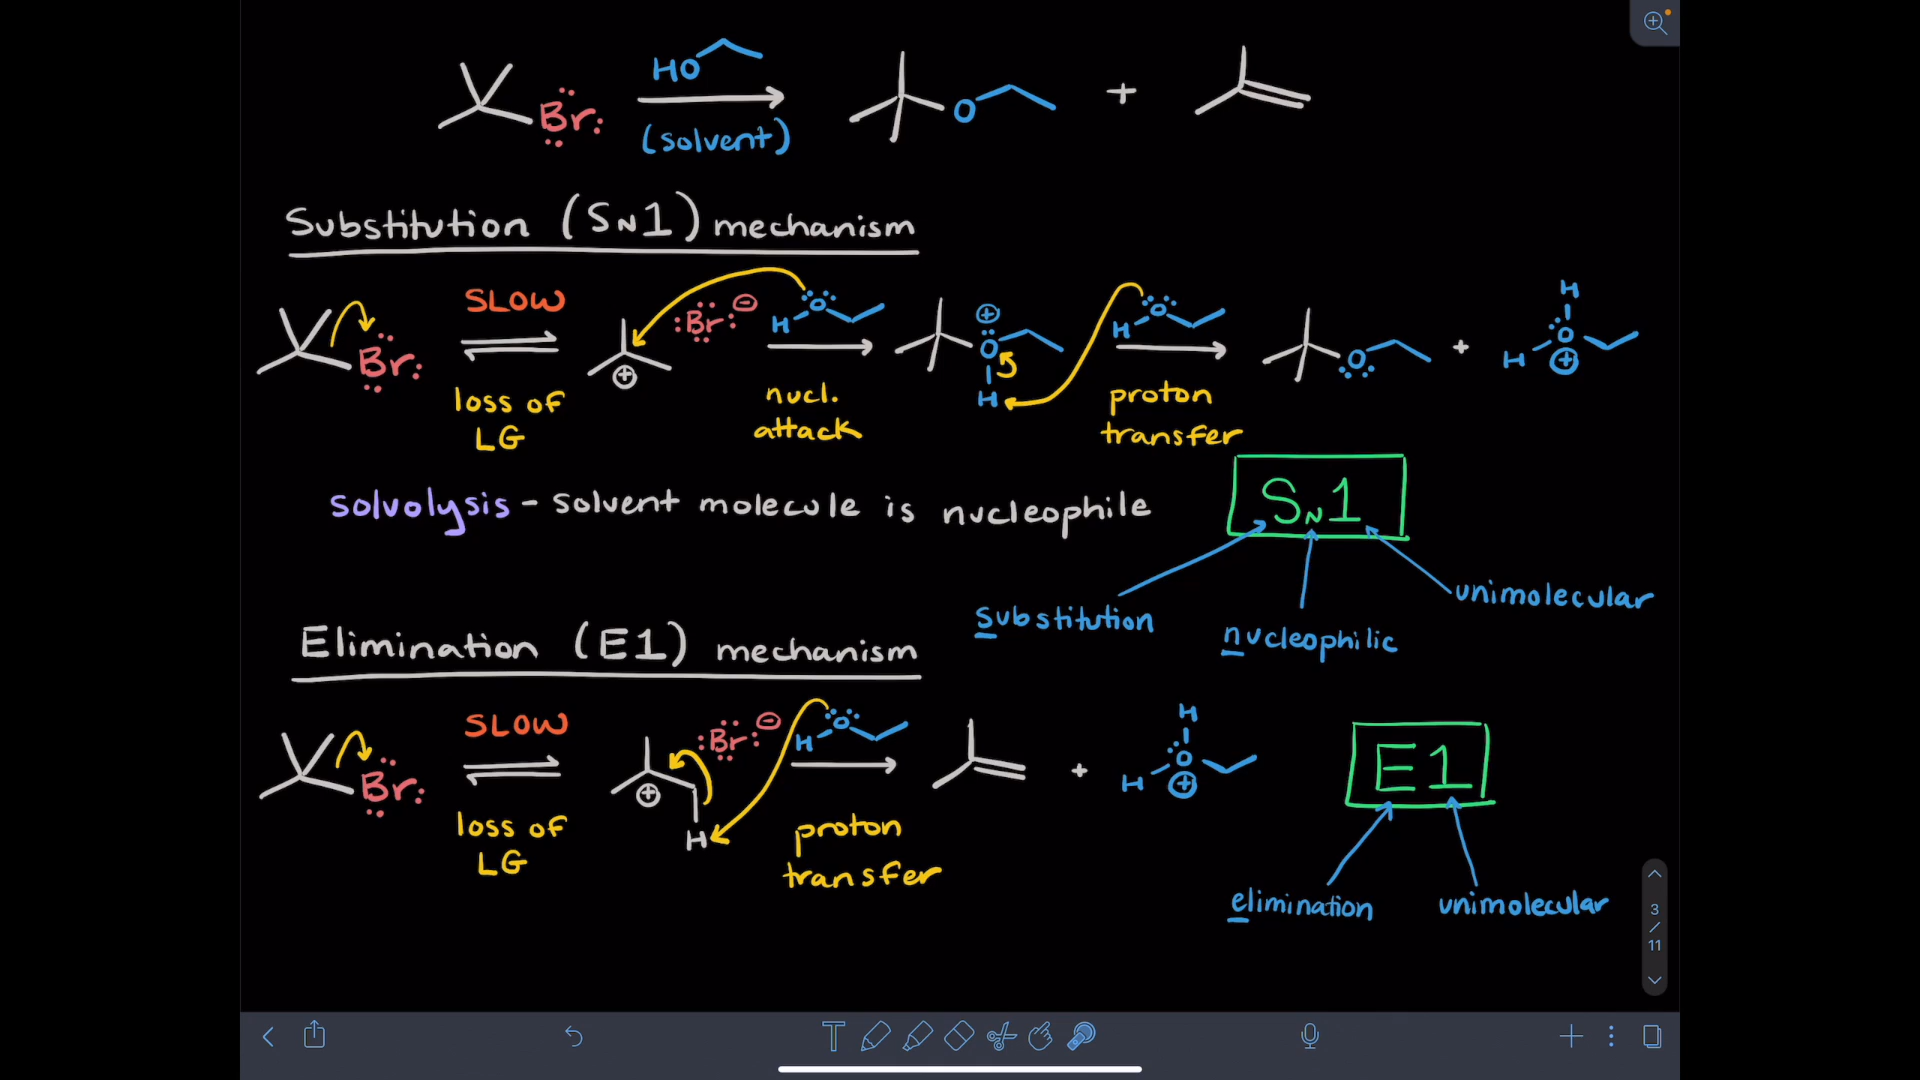 HO
Br
(solvent)
O
+
Substitution (SN1) mechanism
SLOW
Br
loss of
LG
+
:Br: −
H O
nucl.
attack
+
O
H
H O
proton
transfer
O
+
H
H O
+
solvolysis - solvent molecule is nucleophile
SN1
substitution
nucleophilic
unimolecular
Elimination (E1) mechanism
SLOW
Br
loss of
LG
+
H
:Br: −
H O
proton
transfer
+
H
H O
+
E1
elimination
unimolecular
3
/
11
T